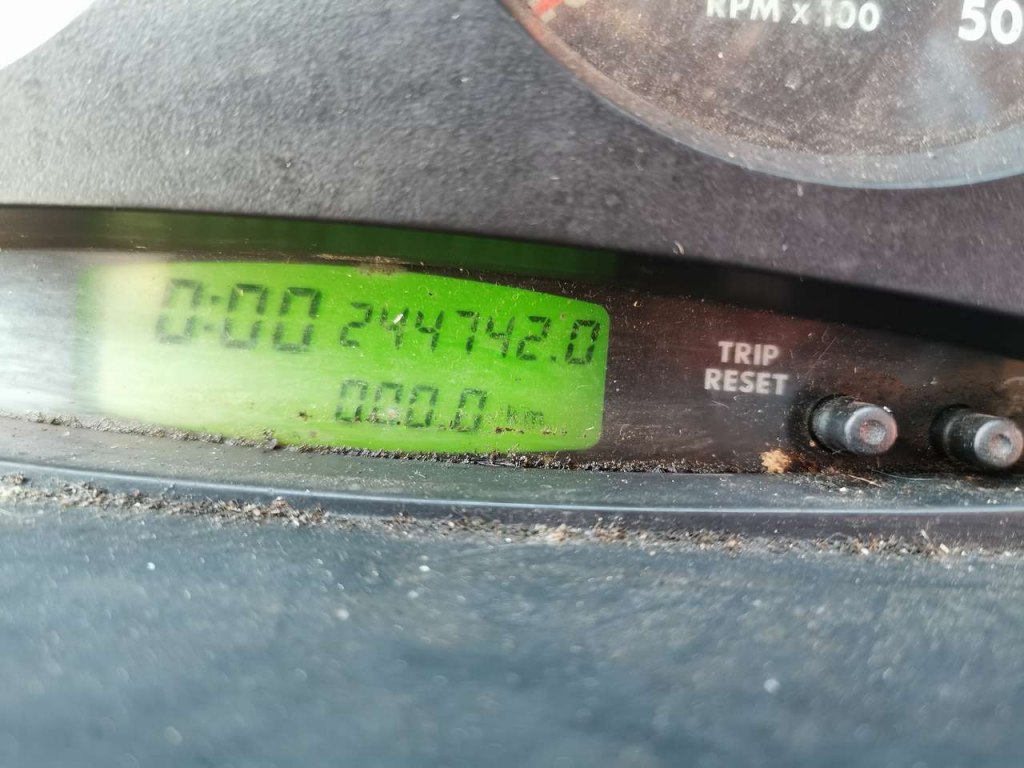 RPM x 100
50
0:00 244742.0
000.0 km
TRIP
RESET